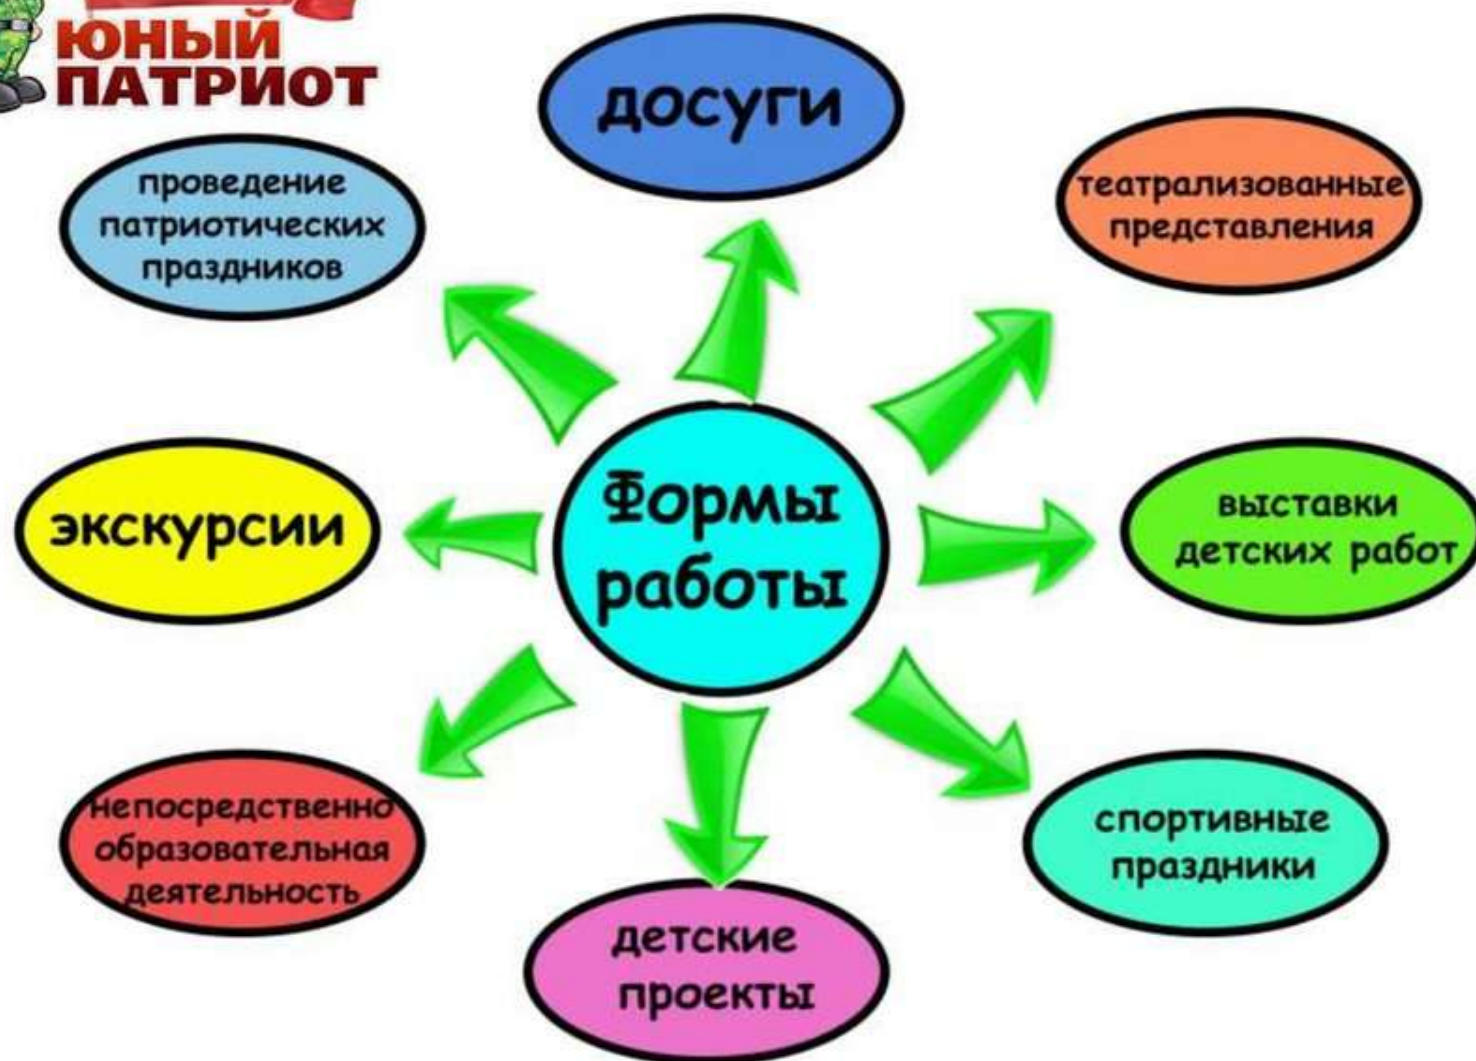 ЮНЫЙ
ПАТРИОТ
досуги
проведение
патриотических
праздников
театрализованные
представления
экскурсии
Формы
работы
выставки
детских работ
непосредственно
образовательная
деятельность
детские
проекты
спортивные
праздники